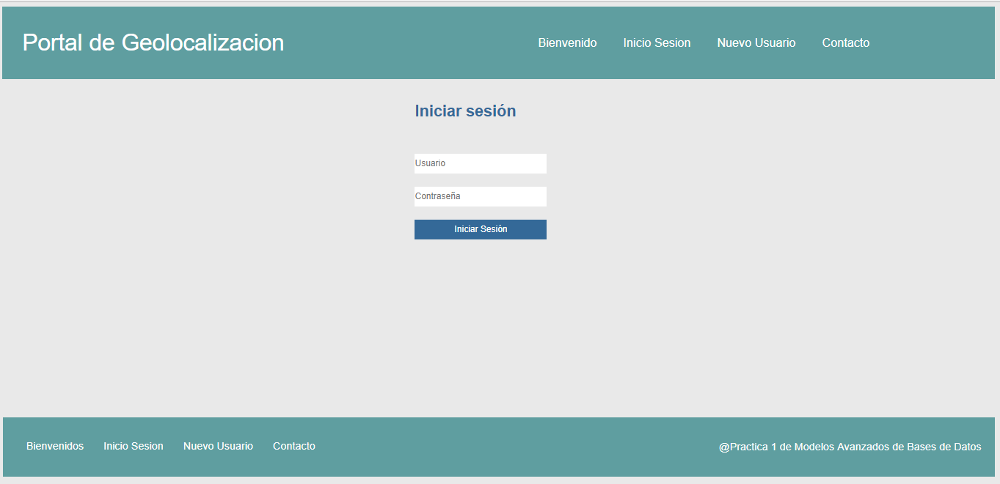 Portal de Geolocalizacion
Bienvenido Inicio Sesion Nuevo Usuario Contacto
Iniciar sesión
Usuario
Contraseña
Iniciar Sesión
Bienvenidos Inicio Sesion Nuevo Usuario Contacto
@Practica 1 de Modelos Avanzados de Bases de Datos